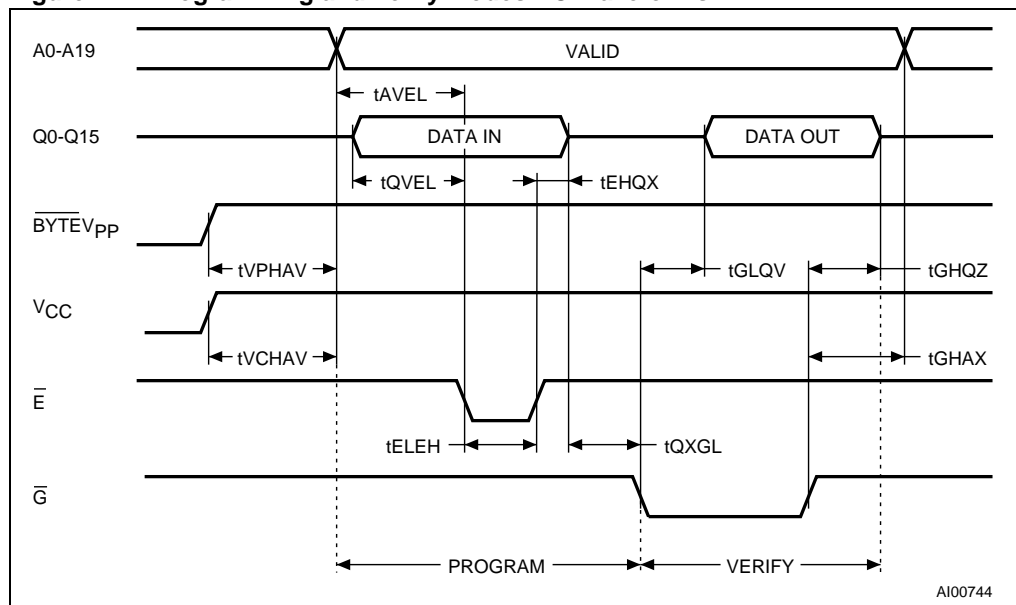 A0-A19
VALID
tAVEL
Q0-Q15
DATA IN
DATA OUT
tQVEL
tEHQX
BYTEVPP
tVPHAV
tGLQV
tGHQZ
VCC
tVCHAV
tGHAX
E
tELEH
tQXGL
G
PROGRAM
VERIFY
AI00744